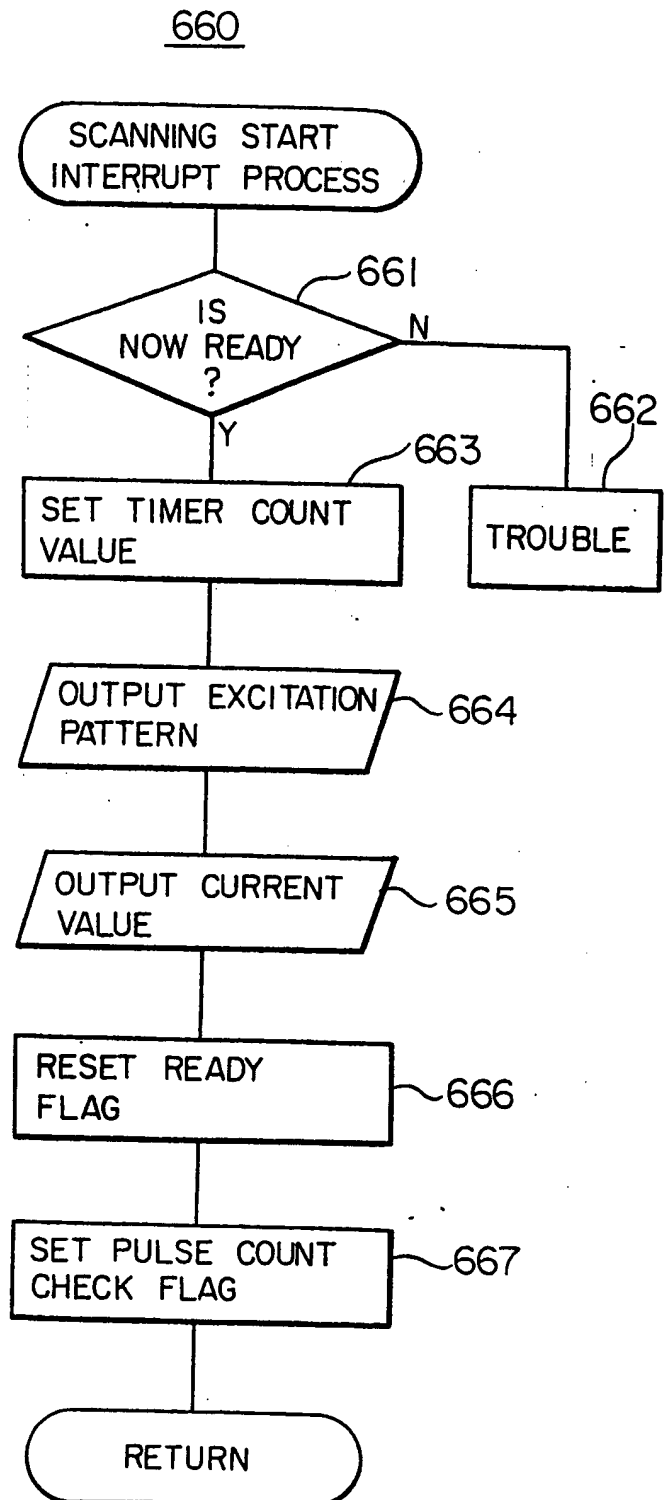 660
SCANNING START
INTERRUPT PROCESS
661
IS
NOW READY
?
N
Y
662
663
SET TIMER COUNT
VALUE
TROUBLE
OUTPUT EXCITATION
PATTERN
664
OUTPUT CURRENT
VALUE
665
RESET READY
FLAG
666
SET PULSE COUNT
CHECK FLAG
667
RETURN